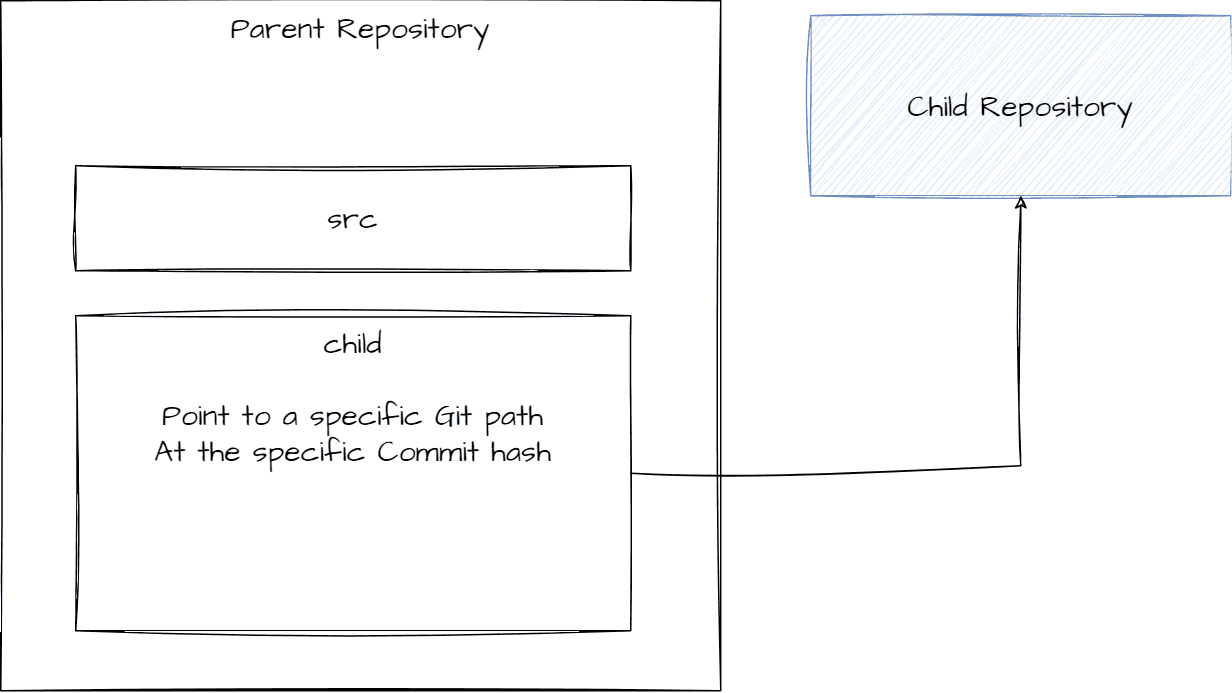 Parent Repository
Child Repository
src
child
Point to a specific Git path
At the specific Commit hash